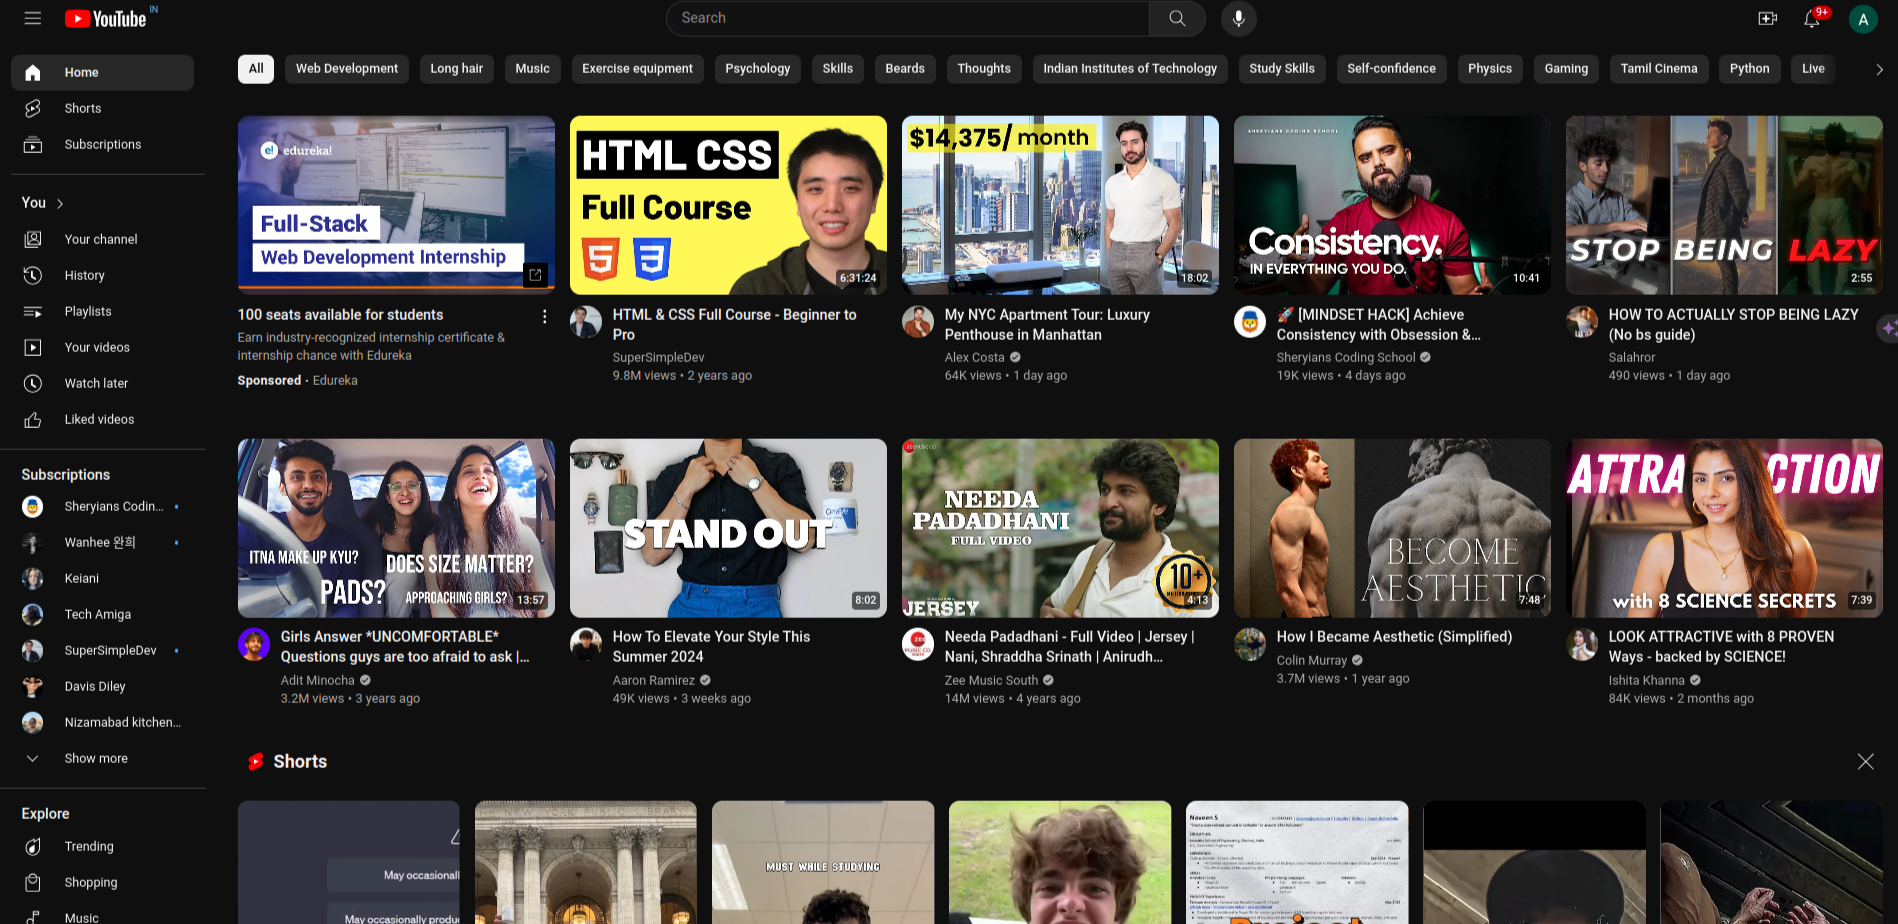 YouTube IN
Search
9+
A
Home
Shorts
Subscriptions
You
Your channel
History
Playlists
Your videos
Watch later
Liked videos
Subscriptions
Sheryians Codin...
Wanhee 완희
Keiani
Tech Amiga
SuperSimpleDev
Davis Diley
Nizamabad kitchen...
Show more
Explore
Trending
Shopping
Music
All
Web Development
Long hair
Music
Exercise equipment
Psychology
Skills
Beards
Thoughts
Indian Institutes of Technology
Study Skills
Self-confidence
Physics
Gaming
Tamil Cinema
Python
Live
e! edureka!
Full-Stack
Web Development Internship
100 seats available for students
Earn industry-recognized internship certificate &
internship chance with Edureka
Sponsored · Edureka
HTML CSS
Full Course
5 3
6:31:24
HTML & CSS Full Course - Beginner to
Pro
SuperSimpleDev
9.8M views • 2 years ago
$14,375/ month
18:02
My NYC Apartment Tour: Luxury
Penthouse in Manhattan
Alex Costa
64K views • 1 day ago
SHERYIANS CODING SCHOOL
Consistency.
IN EVERYTHING YOU DO.
10:41
🚀 [MINDSET HACK] Achieve
Consistency with Obsession &...
Sheryians Coding School
19K views • 4 days ago
STOP BEING LAZY
2:55
HOW TO ACTUALLY STOP BEING LAZY
(No bs guide)
Salahror
490 views • 1 day ago
ITNA MAKE UP KYU?
DOES SIZE MATTER?
PADS?
APPROACHING GIRLS?
13:57
Girls Answer *UNCOMFORTABLE*
Questions guys are too afraid to ask |...
Adit Minocha
3.2M views • 3 years ago
STAND OUT
CeraVe
8:02
How To Elevate Your Style This
Summer 2024
Aaron Ramirez
49K views • 3 weeks ago
ZEE MUSIC CO
NEEDA
PADADHANI
FULL VIDEO
10+
JERSEY
4:13
Needa Padadhani - Full Video | Jersey |
Nani, Shraddha Srinath | Anirudh...
Zee Music South
14M views • 4 years ago
BECOME
AESTHETIC
7:48
How I Became Aesthetic (Simplified)
Colin Murray
3.7M views • 1 year ago
ATTRACTION
with 8 SCIENCE SECRETS
7:39
LOOK ATTRACTIVE with 8 PROVEN
Ways - backed by SCIENCE!
Ishita Khanna
84K views • 2 months ago
Shorts
May occasionall
May occasionally produ
THE NEW YORK PUBLIC LIBRARY
MUST WHILE STUDYING
Naveen S